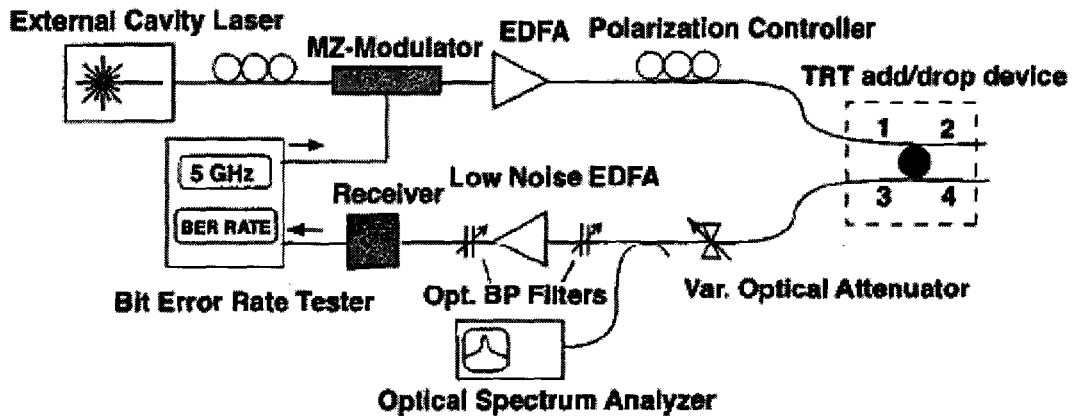 External Cavity Laser
MZ-Modulator
EDFA
Polarization Controller
TRT add/drop device
1 2
3 4
5 GHz
BER RATE
Receiver
Low Noise EDFA
Bit Error Rate Tester
Opt. BP Filters
Var. Optical Attenuator
Optical Spectrum Analyzer